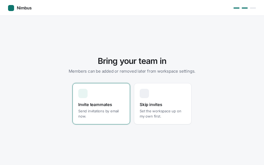 Nimbus
Bring your team in
Members can be added or removed later from workspace settings.
Invite teammates
Send invitations by email now.
Skip invites
Set the workspace up on my own first.